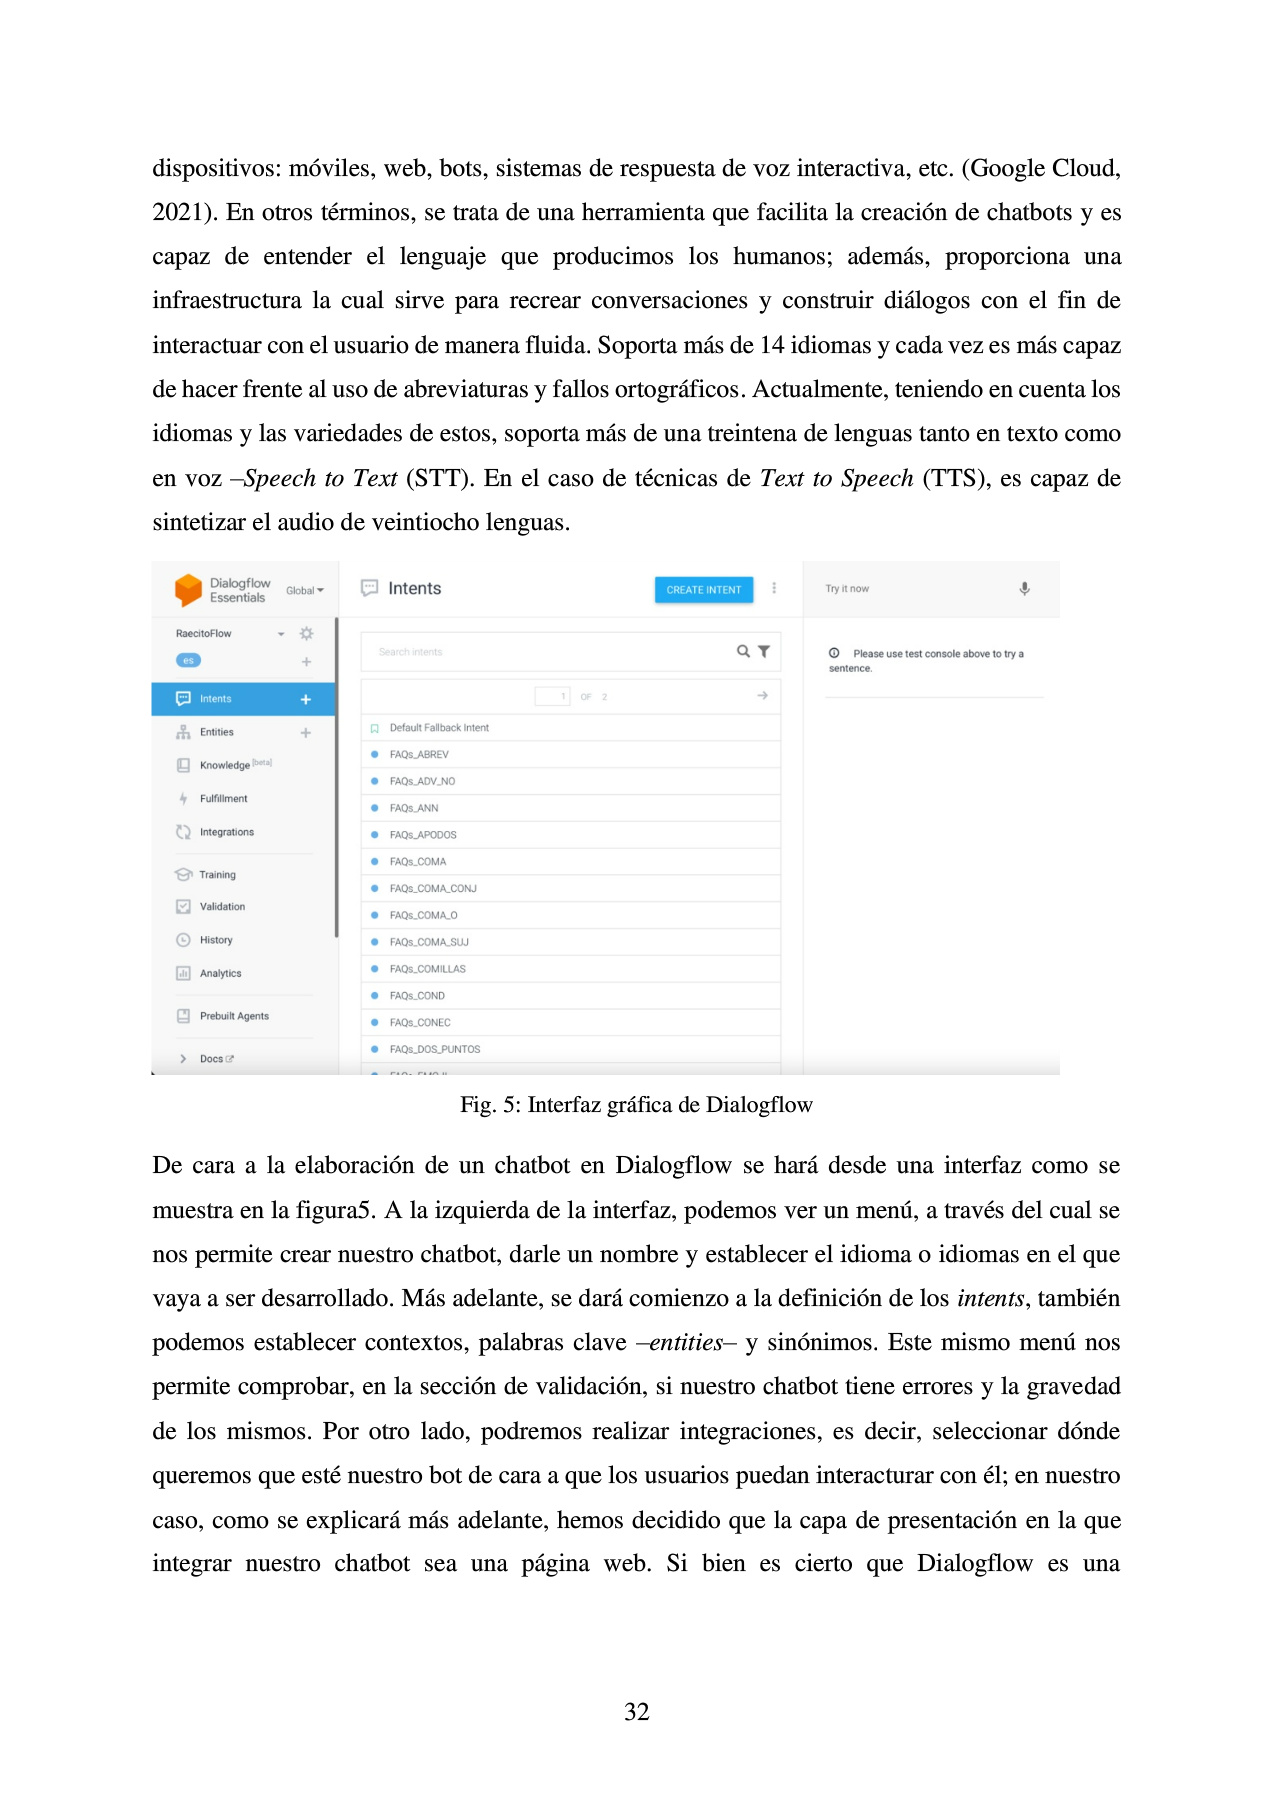 dispositivos: móviles, web, bots, sistemas de respuesta de voz interactiva, etc. (Google Cloud,
2021). En otros términos, se trata de una herramienta que facilita la creación de chatbots y es
capaz de entender el lenguaje que producimos los humanos; además, proporciona una
infraestructura la cual sirve para recrear conversaciones y construir diálogos con el fin de
interactuar con el usuario de manera fluida. Soporta más de 14 idiomas y cada vez es más capaz
de hacer frente al uso de abreviaturas y fallos ortográficos. Actualmente, teniendo en cuenta los
idiomas y las variedades de estos, soporta más de una treintena de lenguas tanto en texto como
en voz –Speech to Text (STT). En el caso de técnicas de Text to Speech (TTS), es capaz de
sintetizar el audio de veintiocho lenguas.
Dialogflow
Essentials
Global
RaecitoFlow
es
Intents
Entities
Knowledge [beta]
Fulfillment
Integrations
Training
Validation
History
Analytics
Prebuilt Agents
Docs
Intents
CREATE INTENT
Search intents
1 OF 2
Default Fallback Intent
FAQs_ABREV
FAQs_ADV_NO
FAQs_ANN
FAQs_APODOS
FAQs_COMA
FAQs_COMA_CONJ
FAQs_COMA_O
FAQs_COMA_SUJ
FAQs_COMILLAS
FAQs_COND
FAQs_CONEC
FAQs_DOS_PUNTOS
Try it now
Please use test console above to try a
sentence.
Fig. 5: Interfaz gráfica de Dialogflow
De cara a la elaboración de un chatbot en Dialogflow se hará desde una interfaz como se
muestra en la figura5. A la izquierda de la interfaz, podemos ver un menú, a través del cual se
nos permite crear nuestro chatbot, darle un nombre y establecer el idioma o idiomas en el que
vaya a ser desarrollado. Más adelante, se dará comienzo a la definición de los intents, también
podemos establecer contextos, palabras clave –entities– y sinónimos. Este mismo menú nos
permite comprobar, en la sección de validación, si nuestro chatbot tiene errores y la gravedad
de los mismos. Por otro lado, podremos realizar integraciones, es decir, seleccionar dónde
queremos que esté nuestro bot de cara a que los usuarios puedan interacturar con él; en nuestro
caso, como se explicará más adelante, hemos decidido que la capa de presentación en la que
integrar nuestro chatbot sea una página web. Si bien es cierto que Dialogflow es una
32